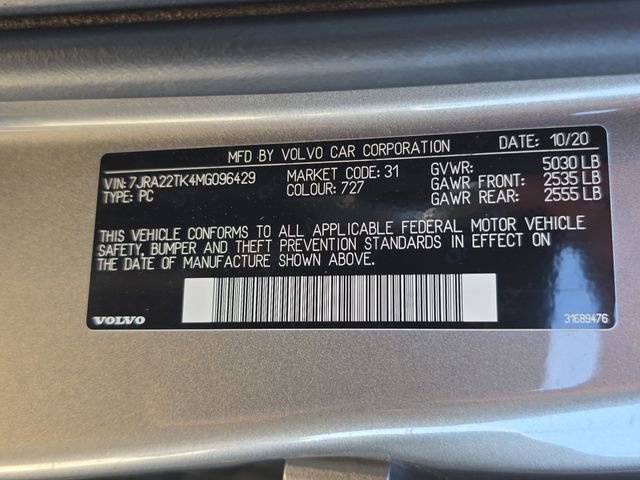 MFD BY VOLVO CAR CORPORATION DATE: 10/20
VIN: 7JRA22TK4MG096429 MARKET CODE: 31 GVWR: 5030 LB
TYPE: PC COLOUR: 727 GAWR FRONT: 2535 LB
GAWR REAR: 2555 LB
THIS VEHICLE CONFORMS TO ALL APPLICABLE FEDERAL MOTOR VEHICLE
SAFETY, BUMPER AND THEFT PREVENTION STANDARDS IN EFFECT ON
THE DATE OF MANUFACTURE SHOWN ABOVE.
VOLVO 31689476